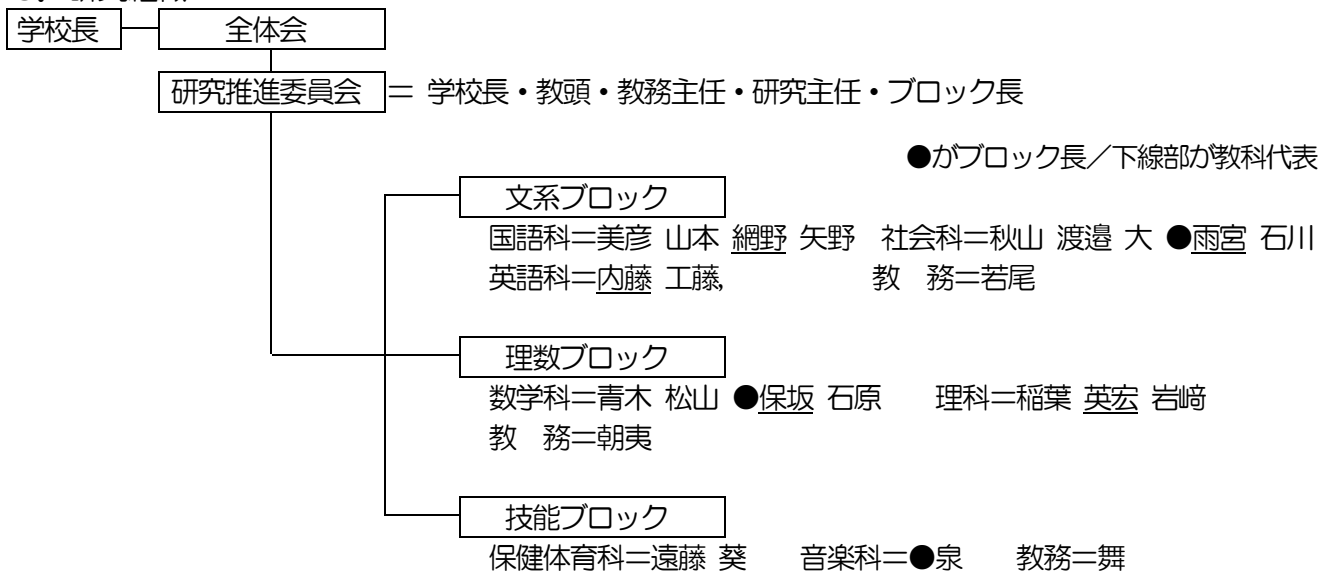 学校長 全体会
研究推進委員会 ＝ 学校長・教頭・教務主任・研究主任・ブロック長
●がブロック長／下線部が教科代表
文系ブロック
国語科＝美彦 山本 網野 矢野 社会科＝秋山 渡邉 大 ●雨宮 石川
英語科＝内藤 工藤, 教 務＝若尾
理数ブロック
数学科＝青木 松山 ●保坂 石原 理科＝稲葉 英宏 岩﨑
教 務＝朝夷
技能ブロック
保健体育科＝遠藤 葵 音楽科＝●泉 教務＝舞